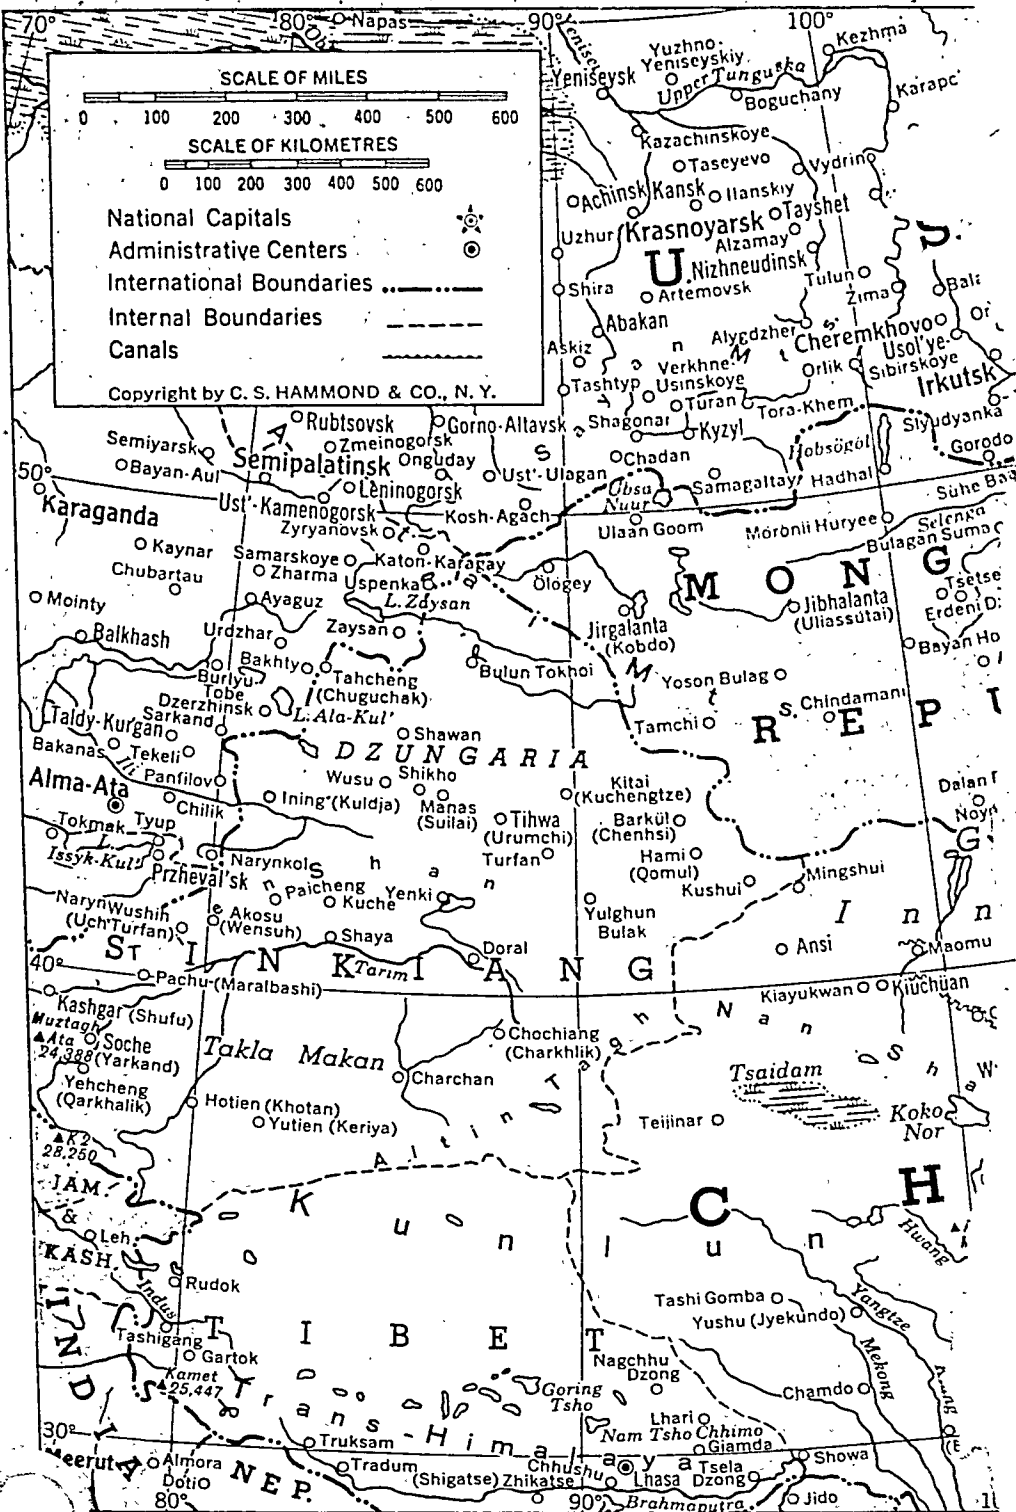 70°
80°
Napas
90°
100°
Kezhma
Yuzhno-
Yeniseyskiy
Yeniseysk
Upper Tunguska
Boguchany
SCALE OF MILES
0 100 200 300 400 500 600
SCALE OF KILOMETRES
0 100 200 300 400 500 600
National Capitals
Administrative Centers
International Boundaries
Internal Boundaries
Canals
Copyright by C. S. HAMMOND & CO., N. Y.
Kazachinskoye
Taseyevo
Vydrino
Achinsk
Kansk
Ilanskiy
Krasnoyarsk
Tayshet
Uzhur
Alzamay
U.
S.
Nizhneudinsk
Shira
Artemovsk
Tulun
Zima
Abakan
Alygdzher
Cheremkhovo
Askiz
Verkhne-
Usinskoye
Usol'ye-
Sibirskoye
Orlik
Irkutsk
Tashtyp
Turan
Tora-Khem
Slyudyanka
Rubtsovsk
Gorno-Altavsk
Shagonar
Kyzyl
Semiyarsk
Zmeinogorsk
Hobsögöl
Gorodo
Semipalatinsk
Onguday
Chadan
50°
Bayan-Aul
Ust'-Ulagan
Samagaltay
Hadhal
Leninogorsk
Ubsa
Nuur
Karaganda
Ust'-Kamenogorsk
Kosh-Agach
Ulaan Goom
Moronii Huryee
Selenga
Zyryanovsk
Bulagan Suma
Kaynar
Samarskoye
Katon-Karagay
Chubartau
Zharma
Uspenka
Ologey
M O N G
Mointy
Ayaguz
L. Zaysan
Jibhalanta
(Uliassutai)
Erdeni D
Balkhash
Urdzhar
Zaysan
Jirgalanta
(Kobdo)
Bayan Ho
Bakhty
Tahcheng
(Chuguchak)
Bulun Tokhoi
Yoson Bulag
Burlyu-
Tobe
Dzerzhinsk
L. Ala-Kul'
Chindamani
Taldy-Kurgan
Sarkand
Tamchi
R E P
Shawan
Bakanas
Tekeli
DZUNGARIA
Ili
Panfilov
Wusu
Shikho
Kitai
(Kuchengtze)
Alma-Ata
Chilik
Ining (Kuldja)
Manas
(Suilai)
Tihwa
(Urumchi)
Barkül
(Chenhsi)
Noyn
Tokmak
Tyup
G
L.
Issyk-Kul'
Narynkol
Turfan
Hami
(Qomul)
Przheval'sk
Paicheng
Yenki
Kushui
Mingshui
Kuche
Naryn
Wushih
(Uch Turfan)
Akosu
(Wensuh)
Yulghun
Bulak
I n n
Shaya
Doral
Ansi
Maomu
S I N K I A N G
Tarim
40°
Pachu (Maralbashi)
Kiayukwan
Kiuchüan
Kashgar (Shufu)
N a n S h a
Muztagh
Ata
24,388
Soche
(Yarkand)
Takla Makan
Chochiang
(Charkhlik)
Charchan
Tsaidam
Yehcheng
(Qarkhalik)
Hotien (Khotan)
Yutien (Keriya)
Teijinar
Koko
Nor
A l t i n T a g h
K2
28,250
JAM.
&
KASH.
K u n l u n
C H
Leh
Hwang
Rudok
Indus
Tashi Gomba
Yushu (Jyekundo)
Yangtze
Tashigang
T I B E T
Gartok
Mekong
INDIA
Kamet
25,447
Nagchhu
Dzong
Goring
Tsho
Chamdo
T r a n s - H i m a l a y a
Lhari
Nam Tsho
Chhimo
Giamda
30°
Truksam
Showa
Almora
Doti
Tradum
Chhushu
Tsela
Dzong
(Shigatse) Zhikatse
Lhasa
NEP.
80°
90°
Brahmaputra
Jido